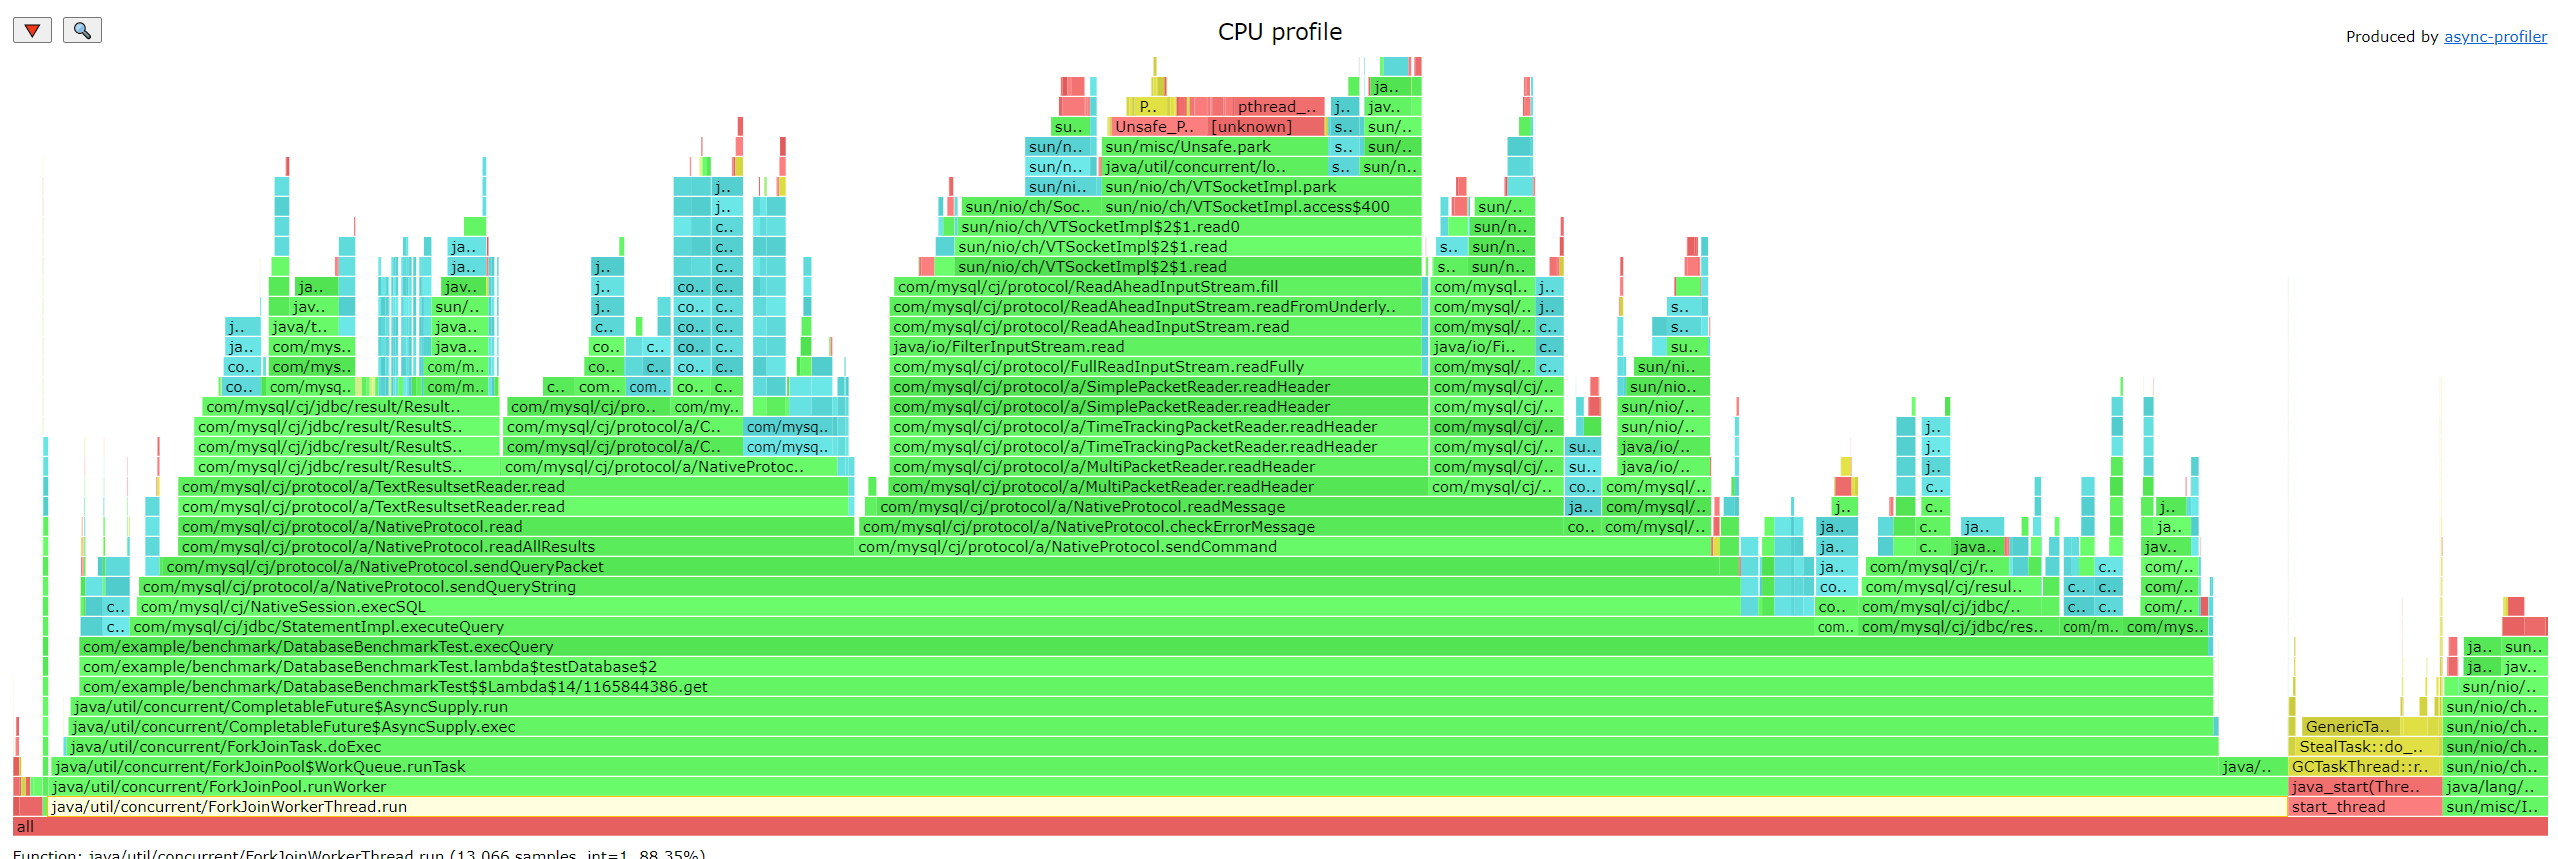 CPU profile
Produced by async-profiler
ja..
P.. pthread_.. j.. jav..
su.. Unsafe_P.. [unknown] s.. sun/..
sun/n.. sun/misc/Unsafe.park s.. sun/..
sun/n.. java/util/concurrent/lo.. s.. sun/n..
j.. sun/ni.. sun/nio/ch/VTSocketImpl.park
j.. sun/nio/ch/Soc.. sun/nio/ch/VTSocketImpl.access$400 sun/..
c.. sun/nio/ch/VTSocketImpl$2$1.read0 sun/n..
ja.. c.. sun/nio/ch/VTSocketImpl$2$1.read s.. sun/n..
ja.. j.. c.. sun/nio/ch/VTSocketImpl$2$1.read s.. sun/n..
ja.. jav.. j.. co.. c.. com/mysql/cj/protocol/ReadAheadInputStream.fill com/mysql.. j..
jav.. sun/.. j.. co.. c.. com/mysql/cj/protocol/ReadAheadInputStream.readFromUnderly.. com/mysql/.. j.. s..
j.. java/t.. java.. c.. co.. c.. com/mysql/cj/protocol/ReadAheadInputStream.read com/mysql/.. c.. s..
ja.. com/mys.. java.. co.. c.. co.. c.. java/io/FilterInputStream.read java/io/Fi.. c.. su..
co.. com/mys.. com/m.. co.. c.. co.. c.. com/mysql/cj/protocol/FullReadInputStream.readFully com/mysql/.. c.. sun/ni..
co.. com/mysq.. com/m.. c.. com.. com.. co.. c.. com/mysql/cj/protocol/a/SimplePacketReader.readHeader com/mysql/cj/.. sun/nio..
com/mysql/cj/jdbc/result/Result.. com/mysql/cj/pro.. com/my.. com/mysql/cj/protocol/a/SimplePacketReader.readHeader com/mysql/cj/.. sun/nio/..
com/mysql/cj/jdbc/result/ResultS.. com/mysql/cj/protocol/a/C.. com/mysq.. com/mysql/cj/protocol/a/TimeTrackingPacketReader.readHeader com/mysql/cj/.. sun/nio/.. j..
com/mysql/cj/jdbc/result/ResultS.. com/mysql/cj/protocol/a/C.. com/mysq.. com/mysql/cj/protocol/a/TimeTrackingPacketReader.readHeader com/mysql/cj/.. su.. java/io/.. j..
com/mysql/cj/jdbc/result/ResultS.. com/mysql/cj/protocol/a/NativeProtoc.. com/mysql/cj/protocol/a/MultiPacketReader.readHeader com/mysql/cj/.. su.. java/io/.. j..
com/mysql/cj/protocol/a/TextResultsetReader.read com/mysql/cj/protocol/a/MultiPacketReader.readHeader com/mysql/cj/.. co.. com/mysql/.. c..
com/mysql/cj/protocol/a/TextResultsetReader.read com/mysql/cj/protocol/a/NativeProtocol.readMessage ja.. com/mysql/.. j.. c.. j..
com/mysql/cj/protocol/a/NativeProtocol.read com/mysql/cj/protocol/a/NativeProtocol.checkErrorMessage co.. com/mysql/.. ja.. c.. ja.. ja..
com/mysql/cj/protocol/a/NativeProtocol.readAllResults com/mysql/cj/protocol/a/NativeProtocol.sendCommand ja.. c.. java.. jav..
com/mysql/cj/protocol/a/NativeProtocol.sendQueryPacket ja.. com/mysql/cj/r.. c.. com/..
com/mysql/cj/protocol/a/NativeProtocol.sendQueryString co.. com/mysql/cj/resul.. c.. c.. com/..
c.. com/mysql/cj/NativeSession.execSQL co.. com/mysql/cj/jdbc/.. c.. c.. com/..
c.. com/mysql/cj/jdbc/StatementImpl.executeQuery com.. com/mysql/cj/jdbc/res.. com/m.. com/mys..
com/example/benchmark/DatabaseBenchmarkTest.execQuery ja.. sun..
com/example/benchmark/DatabaseBenchmarkTest.lambda$testDatabase$2 ja.. jav..
com/example/benchmark/DatabaseBenchmarkTest$$Lambda$14/1165844386.get sun/nio/..
java/util/concurrent/CompletableFuture$AsyncSupply.run sun/nio/ch..
java/util/concurrent/CompletableFuture$AsyncSupply.exec GenericTa.. sun/nio/ch..
java/util/concurrent/ForkJoinTask.doExec StealTask::do_.. sun/nio/ch..
java/util/concurrent/ForkJoinPool$WorkQueue.runTask java/.. GCTaskThread::r.. sun/nio/ch..
java/util/concurrent/ForkJoinPool.runWorker java_start(Thre.. java/lang/..
java/util/concurrent/ForkJoinWorkerThread.run start_thread sun/misc/I..
all
Function: java/util/concurrent/ForkJoinWorkerThread.run (13,066 samples, int=1, 88.35%)